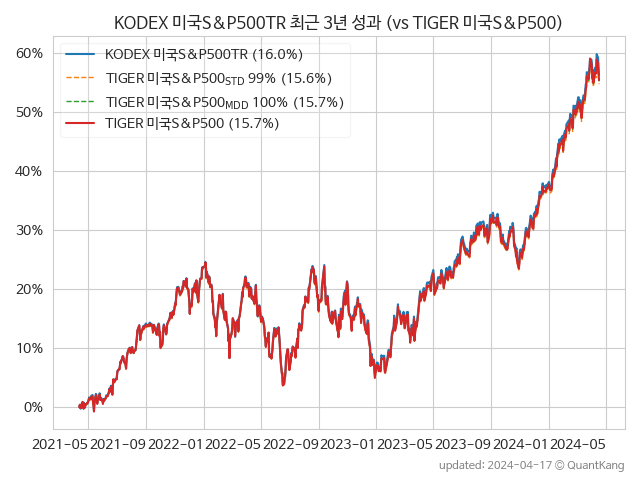 KODEX 미국S&P500TR 최근 3년 성과 (vs TIGER 미국S&P500)
KODEX 미국S&P500TR (16.0%)
TIGER 미국S&P500STD 99% (15.6%)
TIGER 미국S&P500MDD 100% (15.7%)
TIGER 미국S&P500 (15.7%)
60%
50%
40%
30%
20%
10%
0%
2021-05 2021-09 2022-01 2022-05 2022-09 2023-01 2023-05 2023-09 2024-01 2024-05
updated: 2024-04-17 © QuantKang